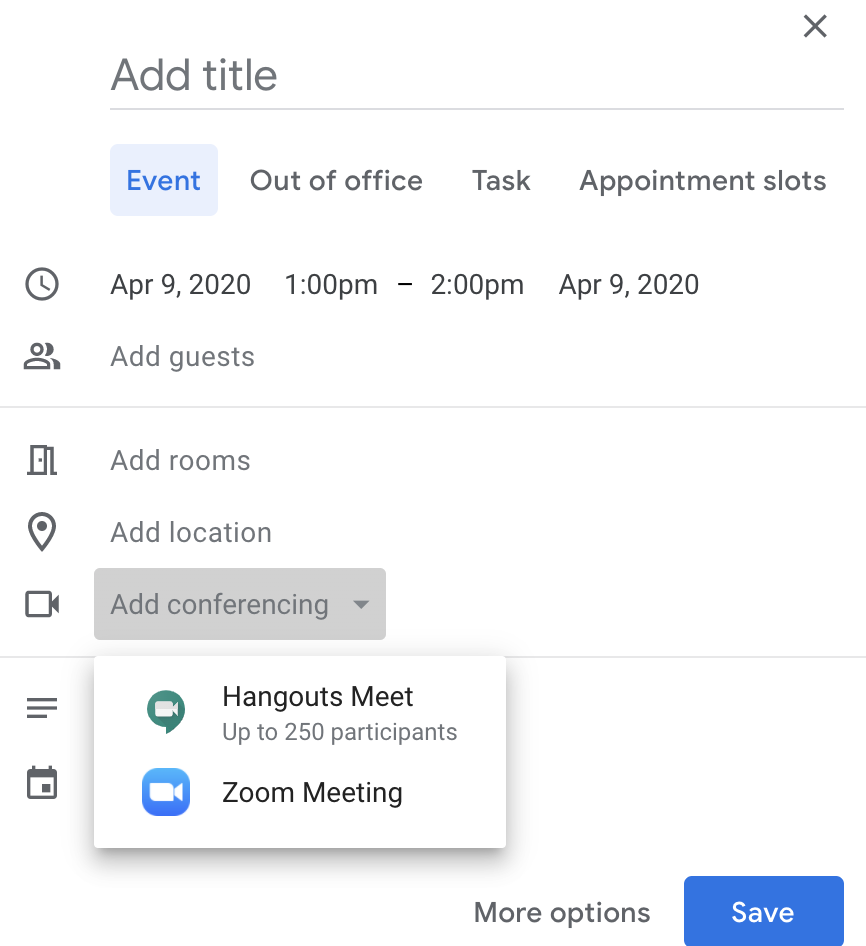 Add title
Event Out of office Task Appointment slots
Apr 9, 2020 1:00pm – 2:00pm Apr 9, 2020
Add guests
Add rooms
Add location
Add conferencing
Hangouts Meet
Up to 250 participants
Zoom Meeting
More options Save